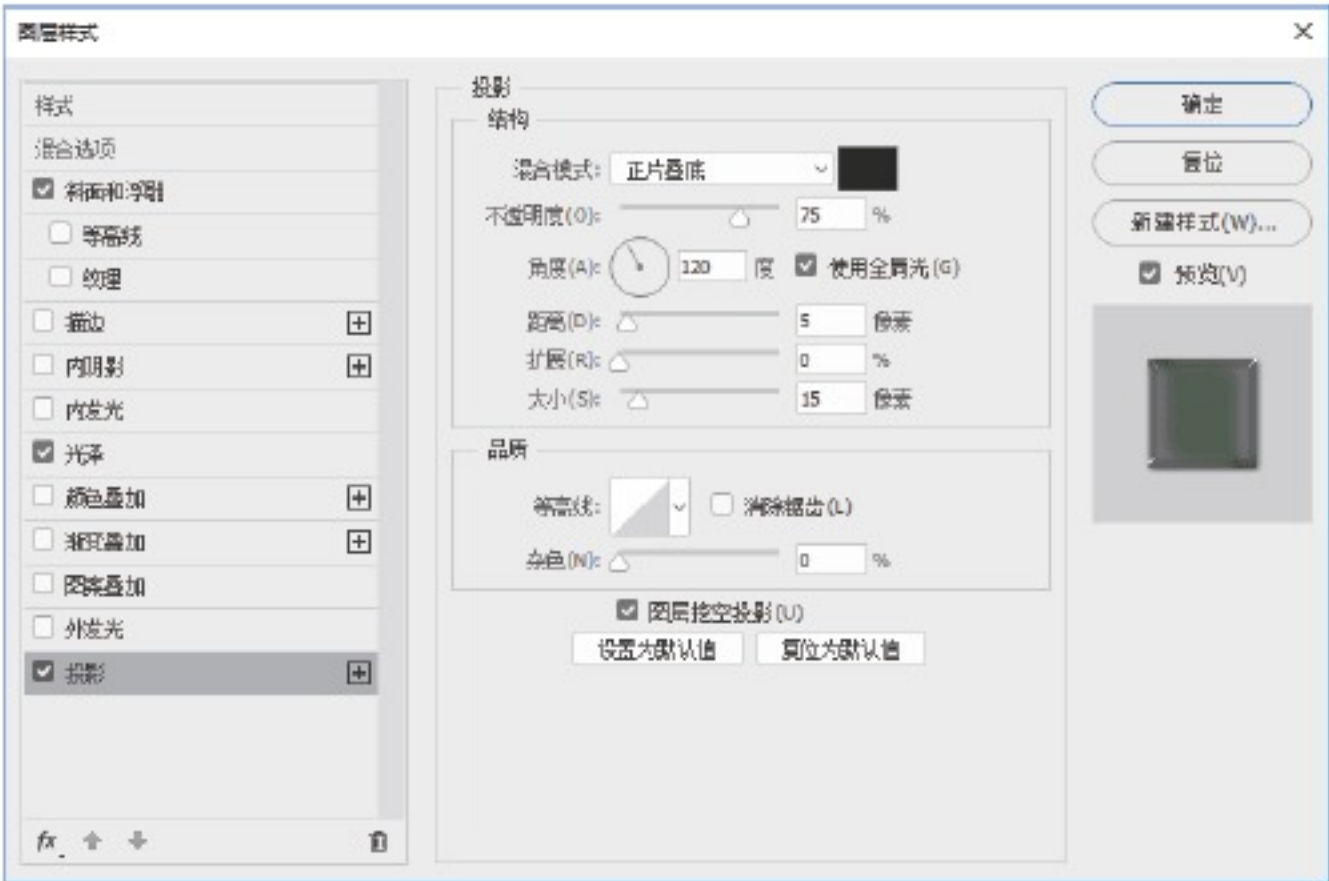 图层样式
样式
混合选项
斜面和浮雕
等高线
纹理
描边
内阴影
内发光
光泽
颜色叠加
渐变叠加
图案叠加
外发光
投影
fx
投影
结构
混合模式: 正片叠底
不透明度(O): 75 %
角度(A): 120 度 使用全局光(G)
距离(D): 5 像素
扩展(R): 0 %
大小(S): 15 像素
品质
等高线: 消除锯齿(L)
杂色(N): 0 %
图层挖空投影(U)
设置为默认值 复位为默认值
确定
复位
新建样式(W)...
预览(V)